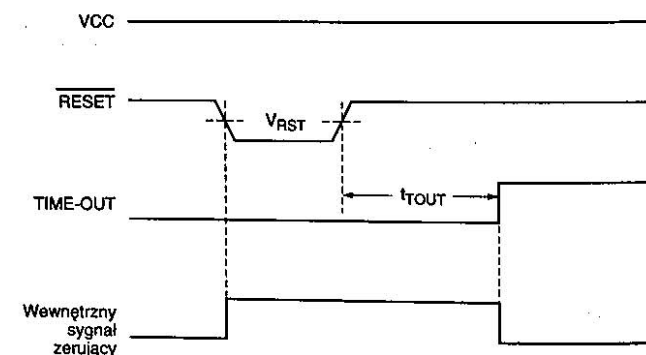 VCC
RESET
VRST
tTOUT
TIME-OUT
Wewnętrzny
sygnał
zerujący